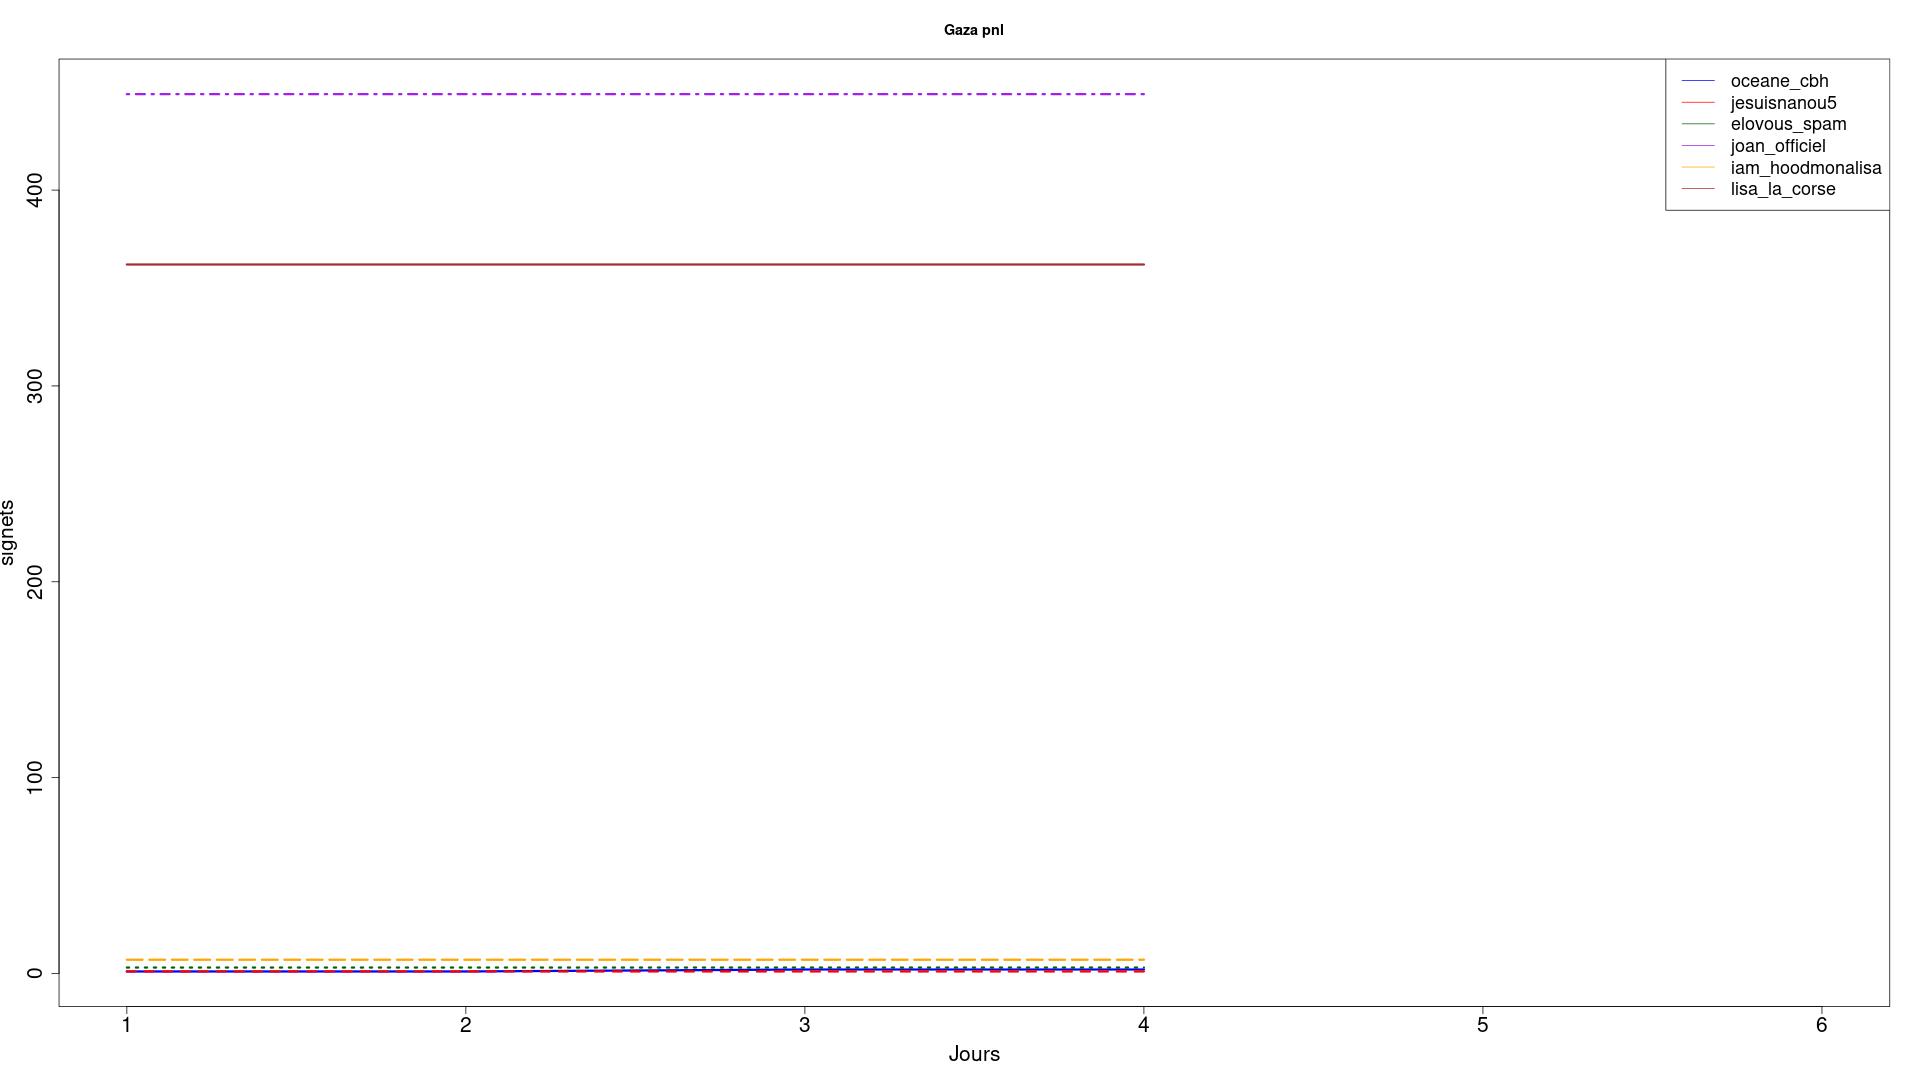 Gaza pnl
oceane_cbh
jesuisnanou5
elovous_spam
joan_officiel
iam_hoodmonalisa
lisa_la_corse
signets
400
300
200
100
0
1 2 3 4 5 6
Jours